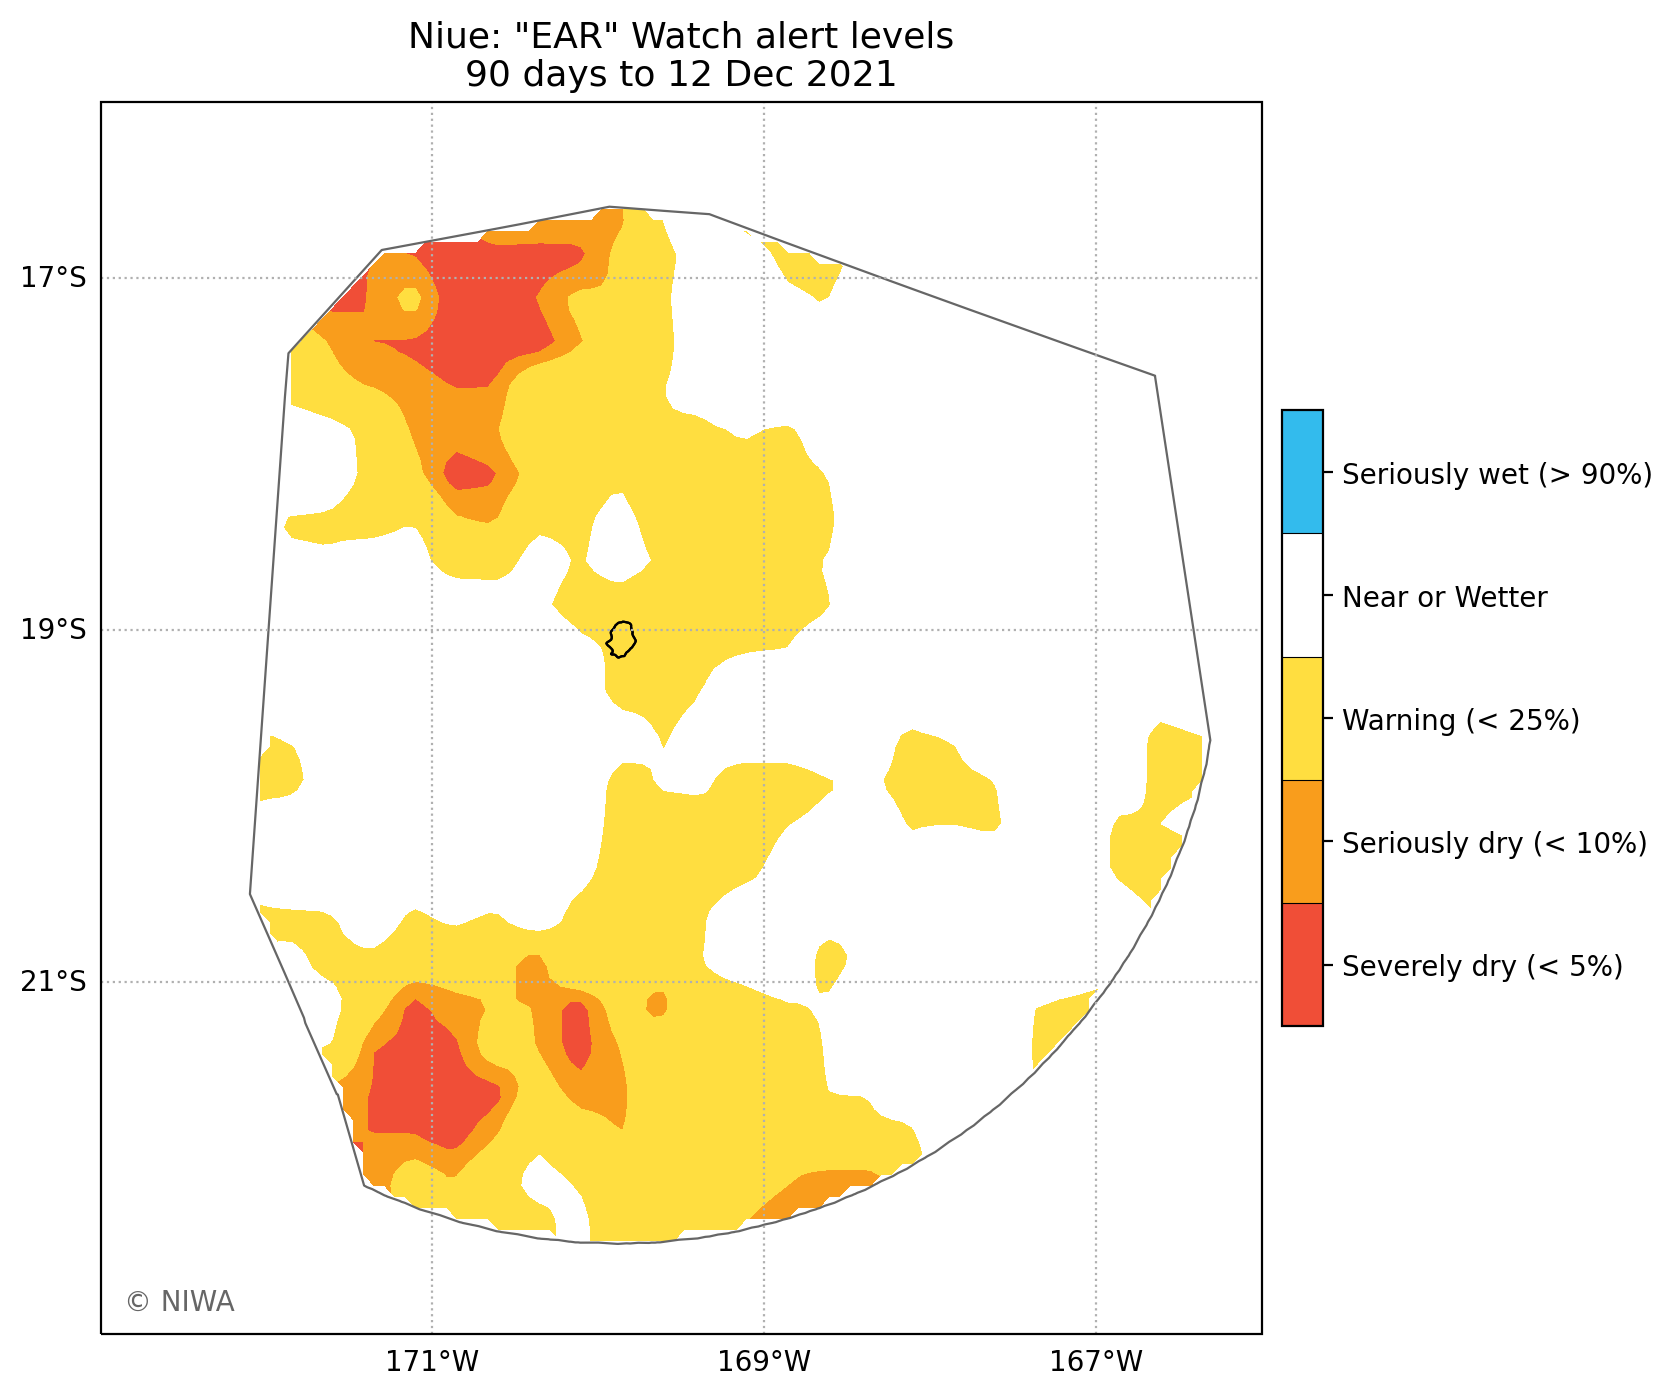 Niue: "EAR" Watch alert levels
90 days to 12 Dec 2021
17°S
19°S
21°S
171°W
169°W
167°W
Seriously wet (> 90%)
Near or Wetter
Warning (< 25%)
Seriously dry (< 10%)
Severely dry (< 5%)
© NIWA